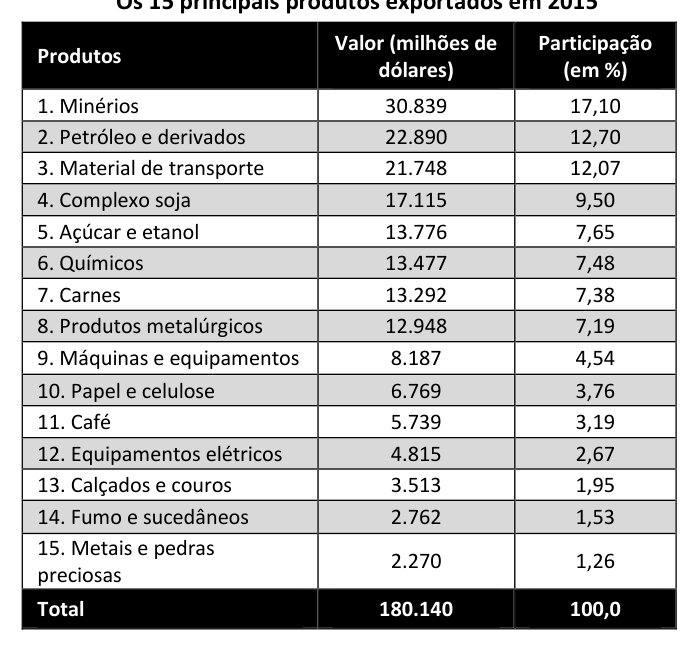 Os 15 principais produtos exportados em 2015
Produtos Valor (milhões de dólares) Participação (em %)
1. Minérios 30.839 17,10
2. Petróleo e derivados 22.890 12,70
3. Material de transporte 21.748 12,07
4. Complexo soja 17.115 9,50
5. Açúcar e etanol 13.776 7,65
6. Químicos 13.477 7,48
7. Carnes 13.292 7,38
8. Produtos metalúrgicos 12.948 7,19
9. Máquinas e equipamentos 8.187 4,54
10. Papel e celulose 6.769 3,76
11. Café 5.739 3,19
12. Equipamentos elétricos 4.815 2,67
13. Calçados e couros 3.513 1,95
14. Fumo e sucedâneos 2.762 1,53
15. Metais e pedras preciosas 2.270 1,26
Total 180.140 100,0